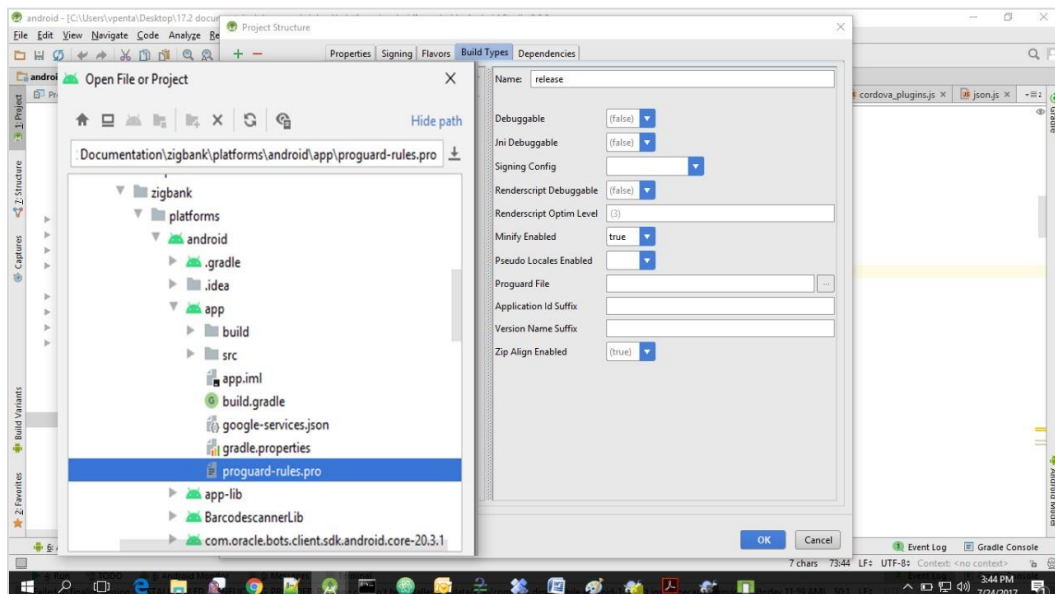 android - [C:\Users\vpenta\Desktop\17.2 docu
Project Structure
File Edit View Navigate Code Analyze Re
Properties Signing Flavors Build Types Dependencies
Open File or Project
Hide path
Documentation\zigbank\platforms\android\app\proguard-rules.pro
zigbank
platforms
android
.gradle
.idea
app
build
src
app.iml
build.gradle
google-services.json
gradle.properties
proguard-rules.pro
app-lib
BarcodescannerLib
com.oracle.bots.client.sdk.android.core-20.3.1
Name: release
Debuggable (false)
Jni Debuggable (false)
Signing Config
Renderscript Debuggable (false)
Renderscript Optim Level (3)
Minify Enabled true
Pseudo Locales Enabled
Proguard File ...
Application Id Suffix
Version Name Suffix
Zip Align Enabled (true)
OK Cancel
androi
1: Project
Z: Structure
Captures
Build Variants
2: Favorites
cordova_plugins.js json.js
Gradle
Android Model
Event Log Gradle Console
7 chars 73:44 LF÷ UTF-8÷ Context: <no context>
3:44 PM
7/24/2017